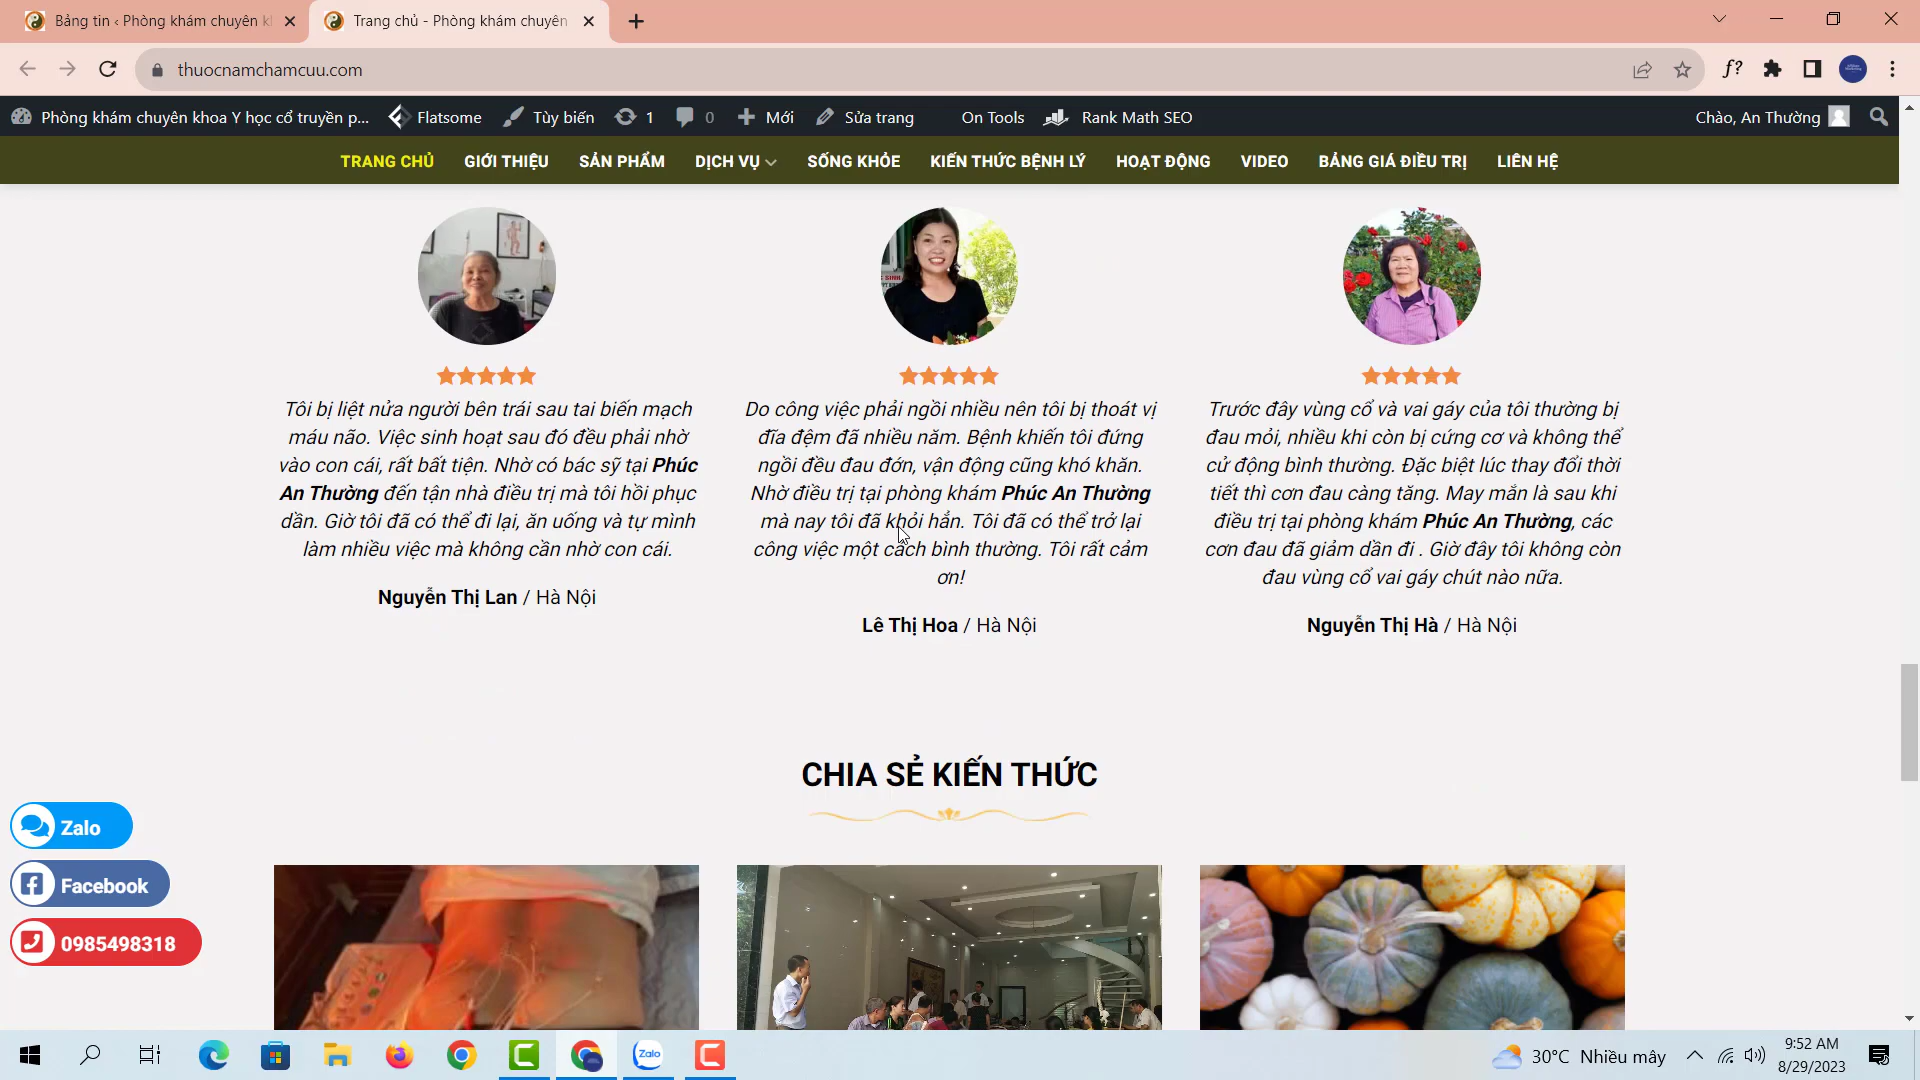 Bảng tin ‹ Phòng khám chuyên k
Trang chủ - Phòng khám chuyên
thuocnamchamcuu.com
f?
Phòng khám chuyên khoa Y học cổ truyền p...
Flatsome
Tùy biến
1
0
Mới
Sửa trang
On Tools
Rank Math SEO
Chào, An Thường
TRANG CHỦ
GIỚI THIỆU
SẢN PHẨM
DỊCH VỤ
SỐNG KHỎE
KIẾN THỨC BỆNH LÝ
HOẠT ĐỘNG
VIDEO
BẢNG GIÁ ĐIỀU TRỊ
LIÊN HỆ
Tôi bị liệt nửa người bên trái sau tai biến mạch
máu não. Việc sinh hoạt sau đó đều phải nhờ
vào con cái, rất bất tiện. Nhờ có bác sỹ tại Phúc
An Thường đến tận nhà điều trị mà tôi hồi phục
dần. Giờ tôi đã có thể đi lại, ăn uống và tự mình
làm nhiều việc mà không cần nhờ con cái.
Nguyễn Thị Lan / Hà Nội
Do công việc phải ngồi nhiều nên tôi bị thoát vị
đĩa đệm đã nhiều năm. Bệnh khiến tôi đứng
ngồi đều đau đớn, vận động cũng khó khăn.
Nhờ điều trị tại phòng khám Phúc An Thường
mà nay tôi đã khỏi hẳn. Tôi đã có thể trở lại
công việc một cách bình thường. Tôi rất cảm
ơn!
Lê Thị Hoa / Hà Nội
Trước đây vùng cổ và vai gáy của tôi thường bị
đau mỏi, nhiều khi còn bị cứng cơ và không thể
cử động bình thường. Đặc biệt lúc thay đổi thời
tiết thì cơn đau càng tăng. May mắn là sau khi
điều trị tại phòng khám Phúc An Thường, các
cơn đau đã giảm dần đi . Giờ đây tôi không còn
đau vùng cổ vai gáy chút nào nữa.
Nguyễn Thị Hà / Hà Nội
CHIA SẺ KIẾN THỨC
Zalo
Facebook
0985498318
Zalo
30°C Nhiều mây
9:52 AM
8/29/2023